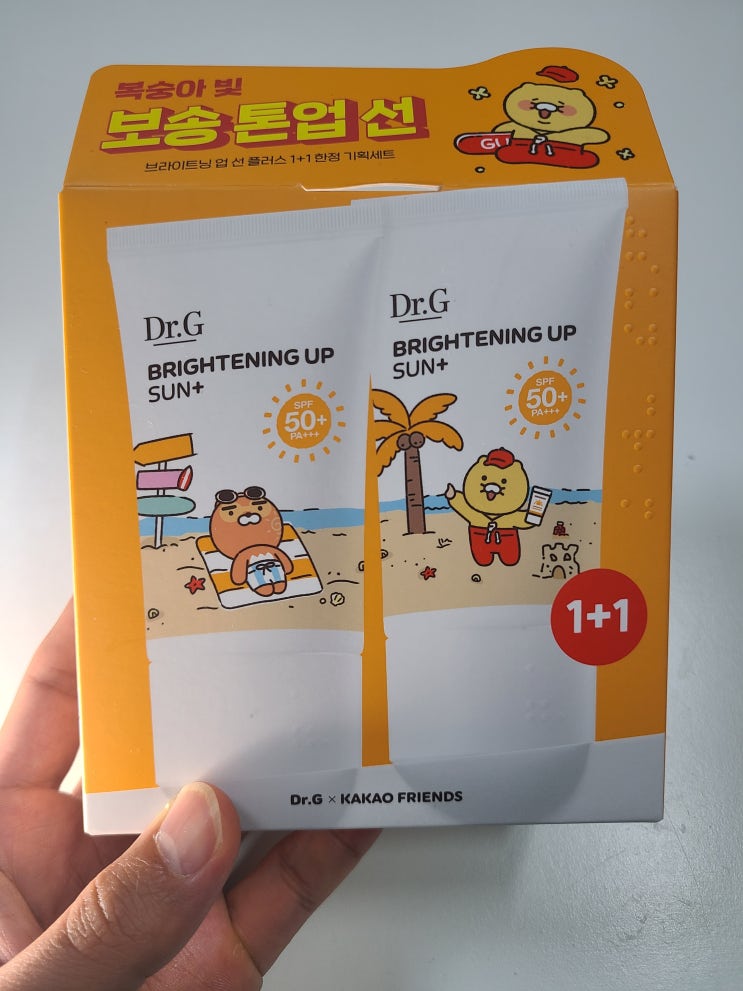 복숭아 빛
보송 톤업 선
브라이트닝 업 선 플러스 1+1 한정 기획세트
Dr.G
BRIGHTENING UP
SUN+
SPF
50+
PA+++
Dr.G
BRIGHTENING UP
SUN+
SPF
50+
PA+++
1+1
Dr.G × KAKAO FRIENDS